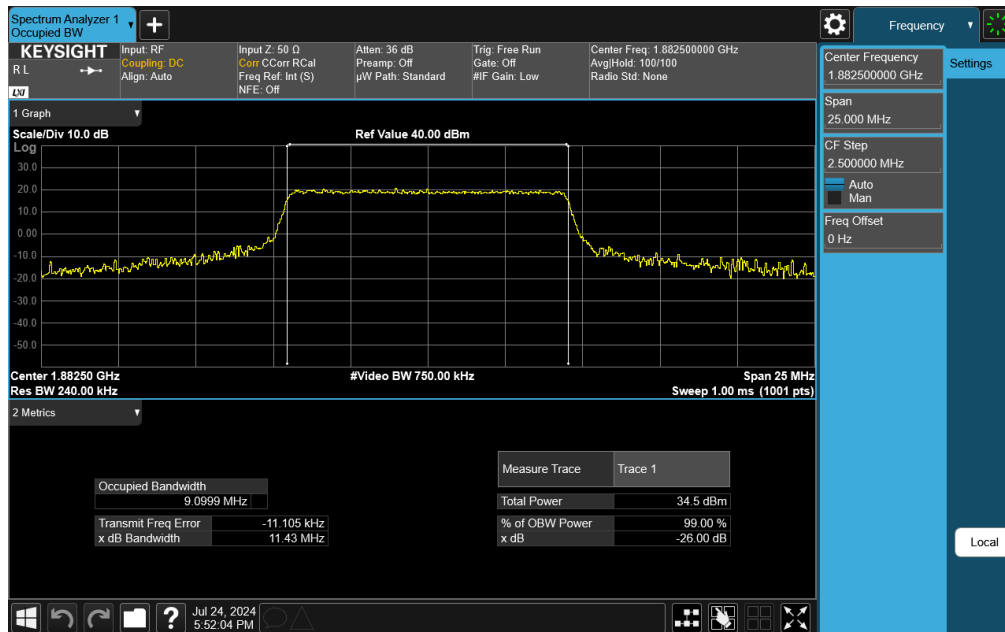 Spectrum Analyzer 1
Occupied BW
Frequency
KEYSIGHT
R L
LXI
Input: RF
Coupling: DC
Align: Auto
Input Z: 50 Ω
Corr CCorr RCal
Freq Ref: Int (S)
NFE: Off
Atten: 36 dB
Preamp: Off
µW Path: Standard
Trig: Free Run
Gate: Off
#IF Gain: Low
Center Freq: 1.882500000 GHz
Avg|Hold: 100/100
Radio Std: None
Center Frequency
1.882500000 GHz
Settings
Span
25.000 MHz
CF Step
2.500000 MHz
Auto
Man
Freq Offset
0 Hz
Local
1 Graph
Scale/Div 10.0 dB
Ref Value 40.00 dBm
Log
30.0
20.0
10.0
0.00
-10.0
-20.0
-30.0
-40.0
-50.0
Center 1.88250 GHz
#Video BW 750.00 kHz
Span 25 MHz
Res BW 240.00 kHz
Sweep 1.00 ms (1001 pts)
2 Metrics
Occupied Bandwidth
9.0999 MHz
Transmit Freq Error -11.105 kHz
x dB Bandwidth 11.43 MHz
Measure Trace Trace 1
Total Power 34.5 dBm
% of OBW Power 99.00 %
x dB -26.00 dB
?
Jul 24, 2024
5:52:04 PM